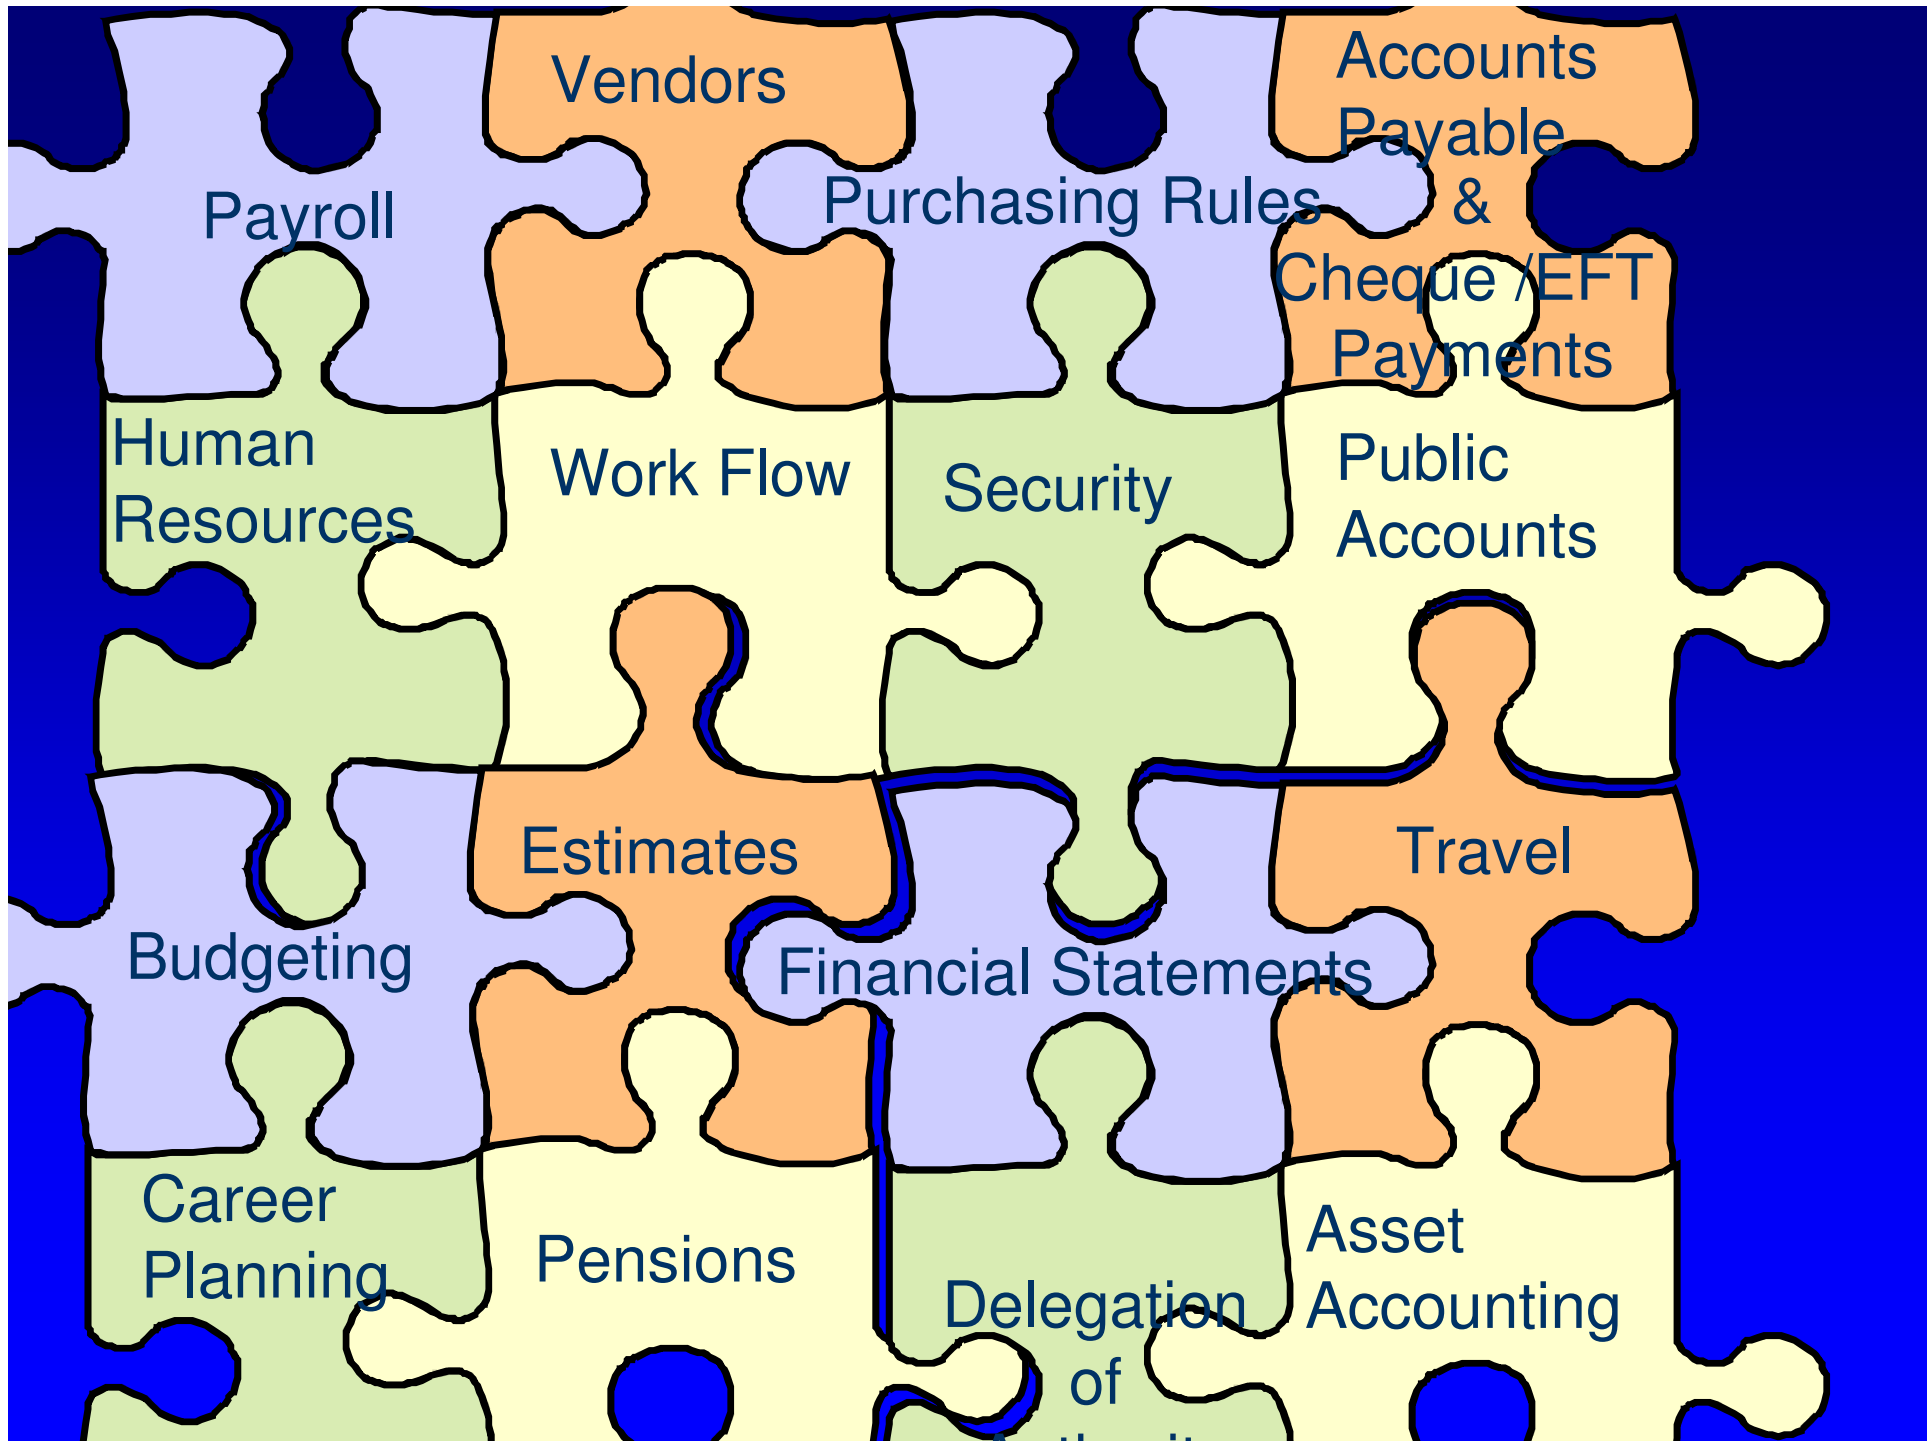 Vendors
Accounts
Payable
&
Cheque /EFT
Payments
Payroll
Purchasing Rules
Human
Resources
Work Flow
Security
Public
Accounts
Estimates
Travel
Budgeting
Financial Statements
Career
Planning
Pensions
Delegation
of
Asset
Accounting